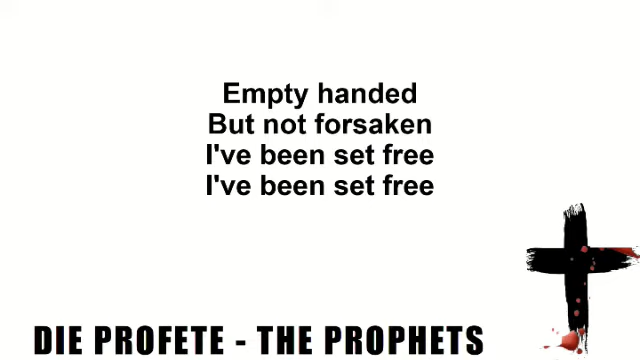 Empty handed
But not forsaken
I've been set free
I've been set free
DIE PROFETE - THE PROPHETS